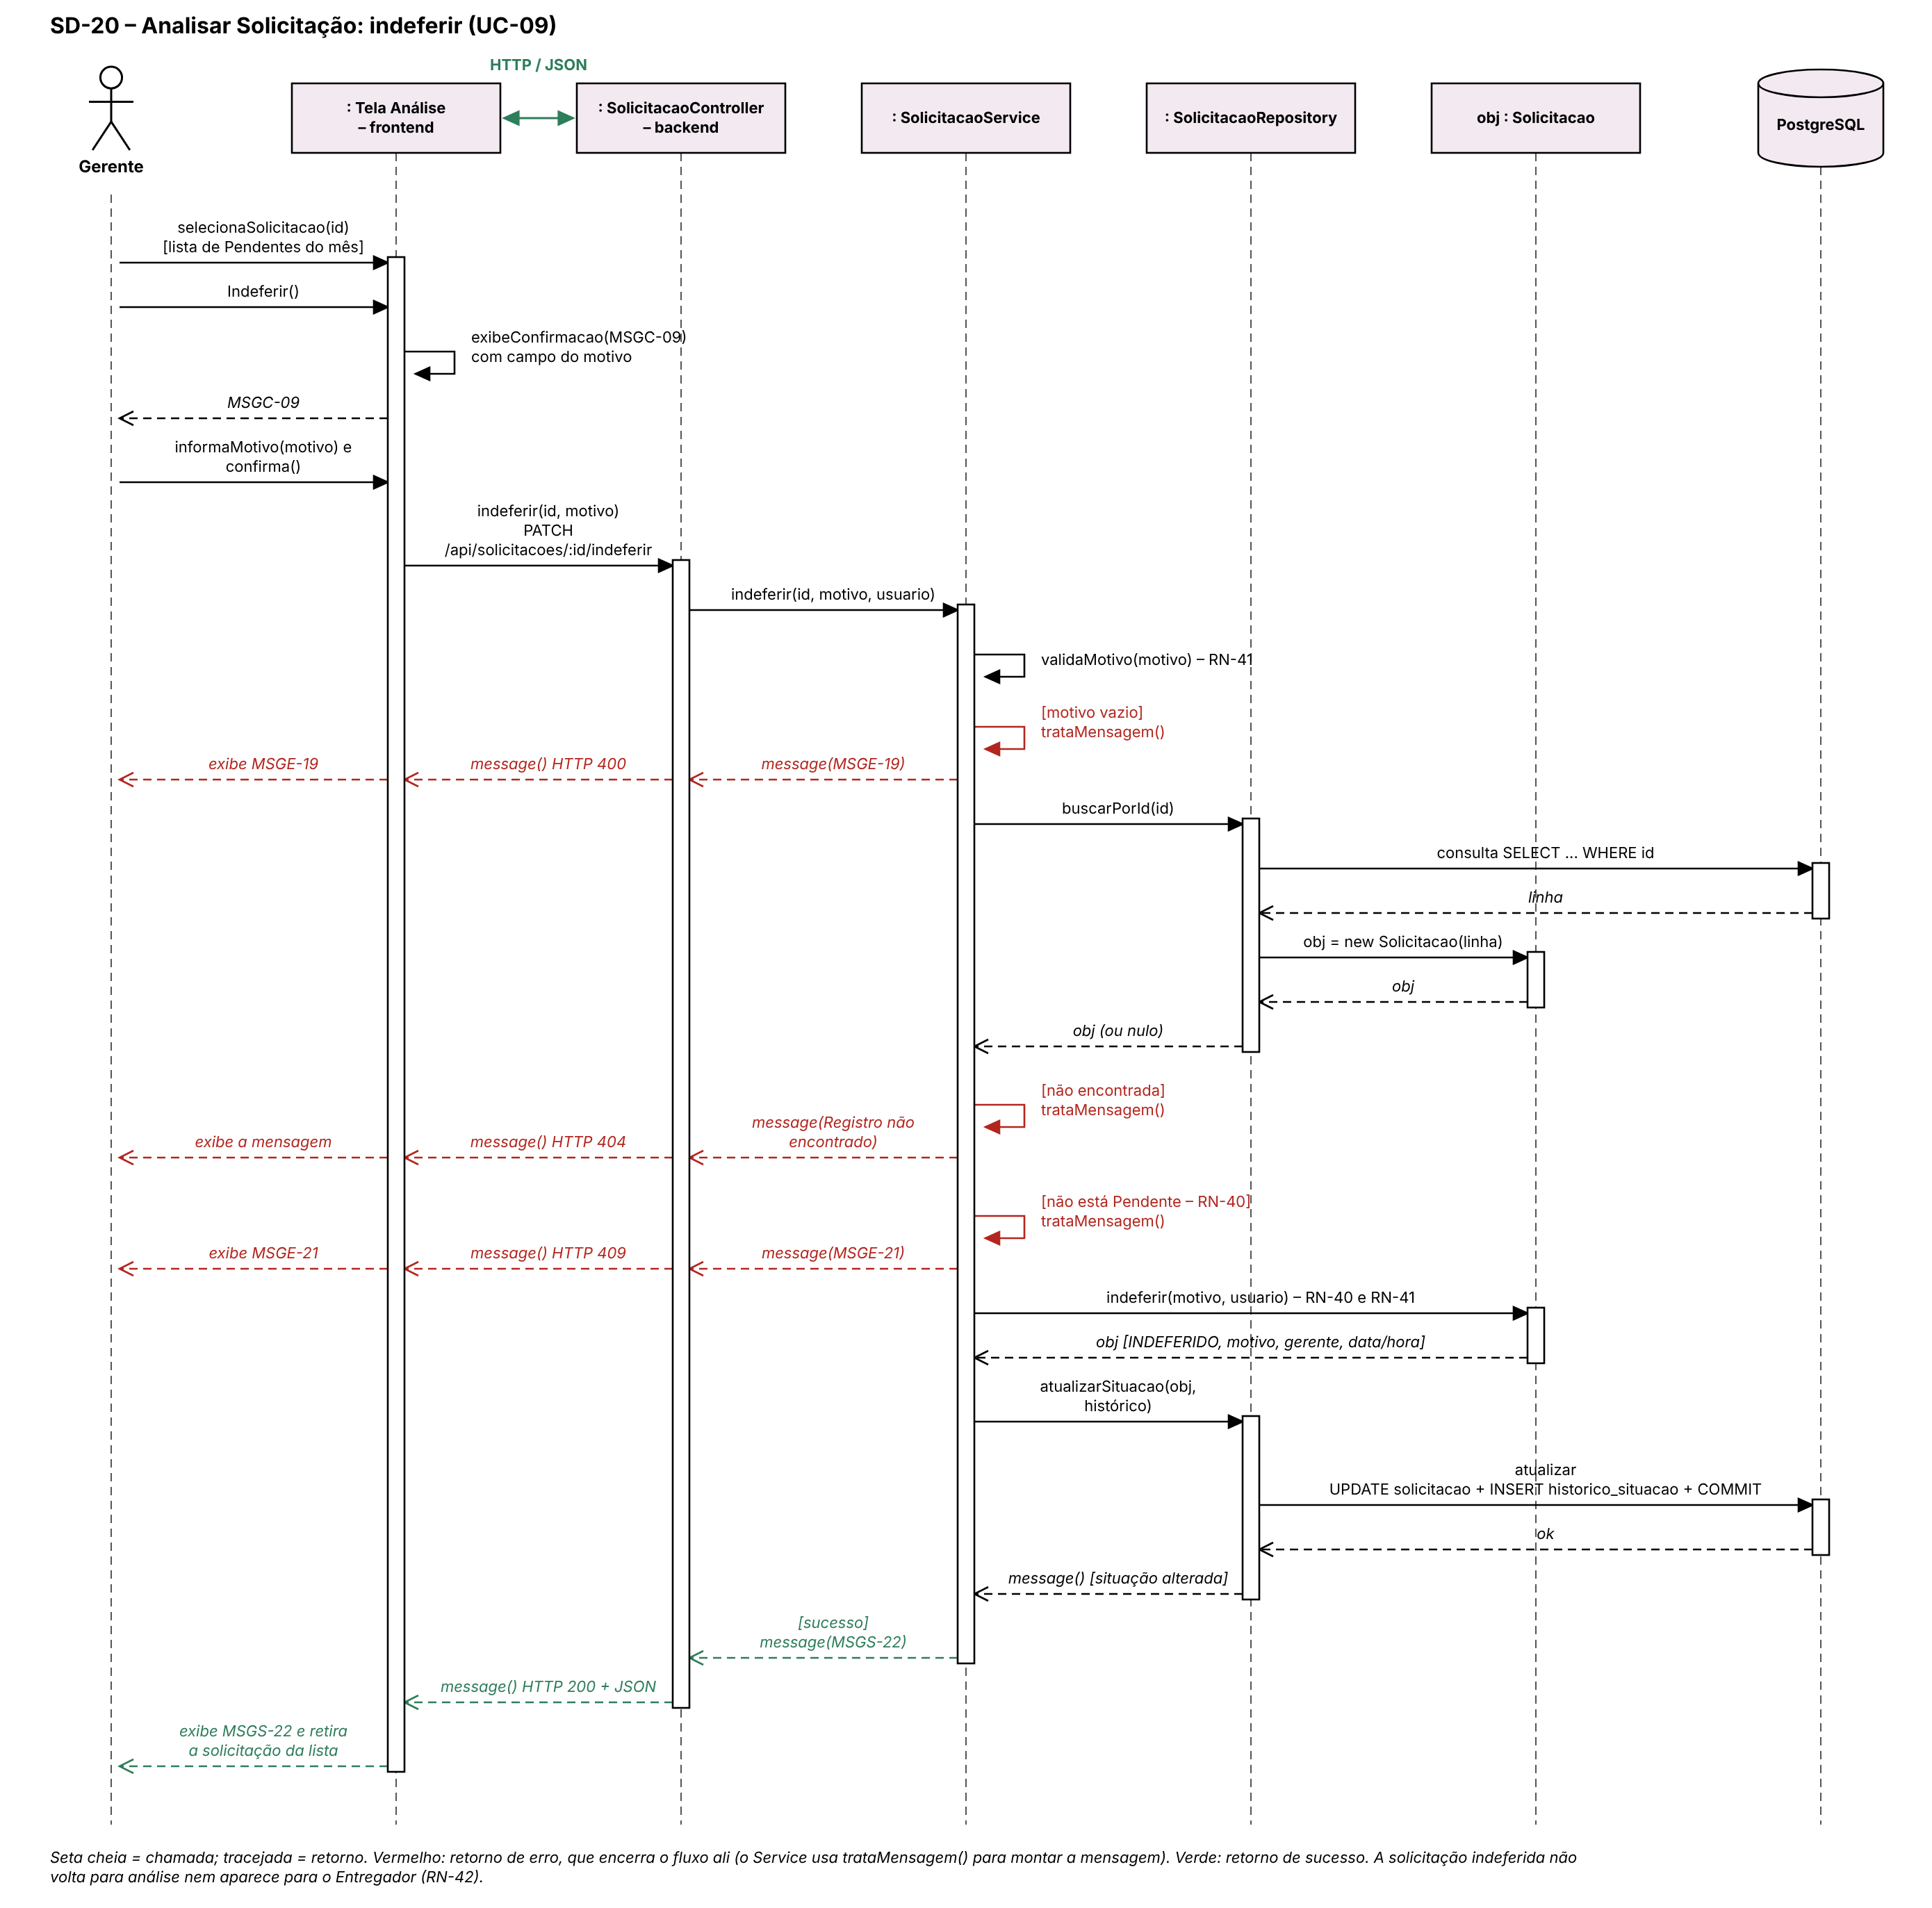 SD-20 – Analisar Solicitação: indeferir (UC-09)
HTTP / JSON
Gerente
: Tela Análise
– frontend
: SolicitacaoController
– backend
: SolicitacaoService
: SolicitacaoRepository
obj : Solicitacao
PostgreSQL
selecionaSolicitacao(id)
[lista de Pendentes do mês]
Indeferir()
exibeConfirmacao(MSGC-09)
com campo do motivo
MSGC-09
informaMotivo(motivo) e
confirma()
indeferir(id, motivo)
PATCH
/api/solicitacoes/:id/indeferir
indeferir(id, motivo, usuario)
validaMotivo(motivo) – RN-41
[motivo vazio]
trataMensagem()
exibe MSGE-19
message() HTTP 400
message(MSGE-19)
buscarPorId(id)
consulta SELECT ... WHERE id
linha
obj = new Solicitacao(linha)
obj
obj (ou nulo)
[não encontrada]
trataMensagem()
exibe a mensagem
message() HTTP 404
message(Registro não
encontrado)
[não está Pendente – RN-40]
trataMensagem()
exibe MSGE-21
message() HTTP 409
message(MSGE-21)
indeferir(motivo, usuario) – RN-40 e RN-41
obj [INDEFERIDO, motivo, gerente, data/hora]
atualizarSituacao(obj,
histórico)
atualizar
UPDATE solicitacao + INSERT historico_situacao + COMMIT
ok
message() [situação alterada]
[sucesso]
message(MSGS-22)
message() HTTP 200 + JSON
exibe MSGS-22 e retira
a solicitação da lista
Seta cheia = chamada; tracejada = retorno. Vermelho: retorno de erro, que encerra o fluxo ali (o Service usa trataMensagem() para montar a mensagem). Verde: retorno de sucesso. A solicitação indeferida não
volta para análise nem aparece para o Entregador (RN-42).